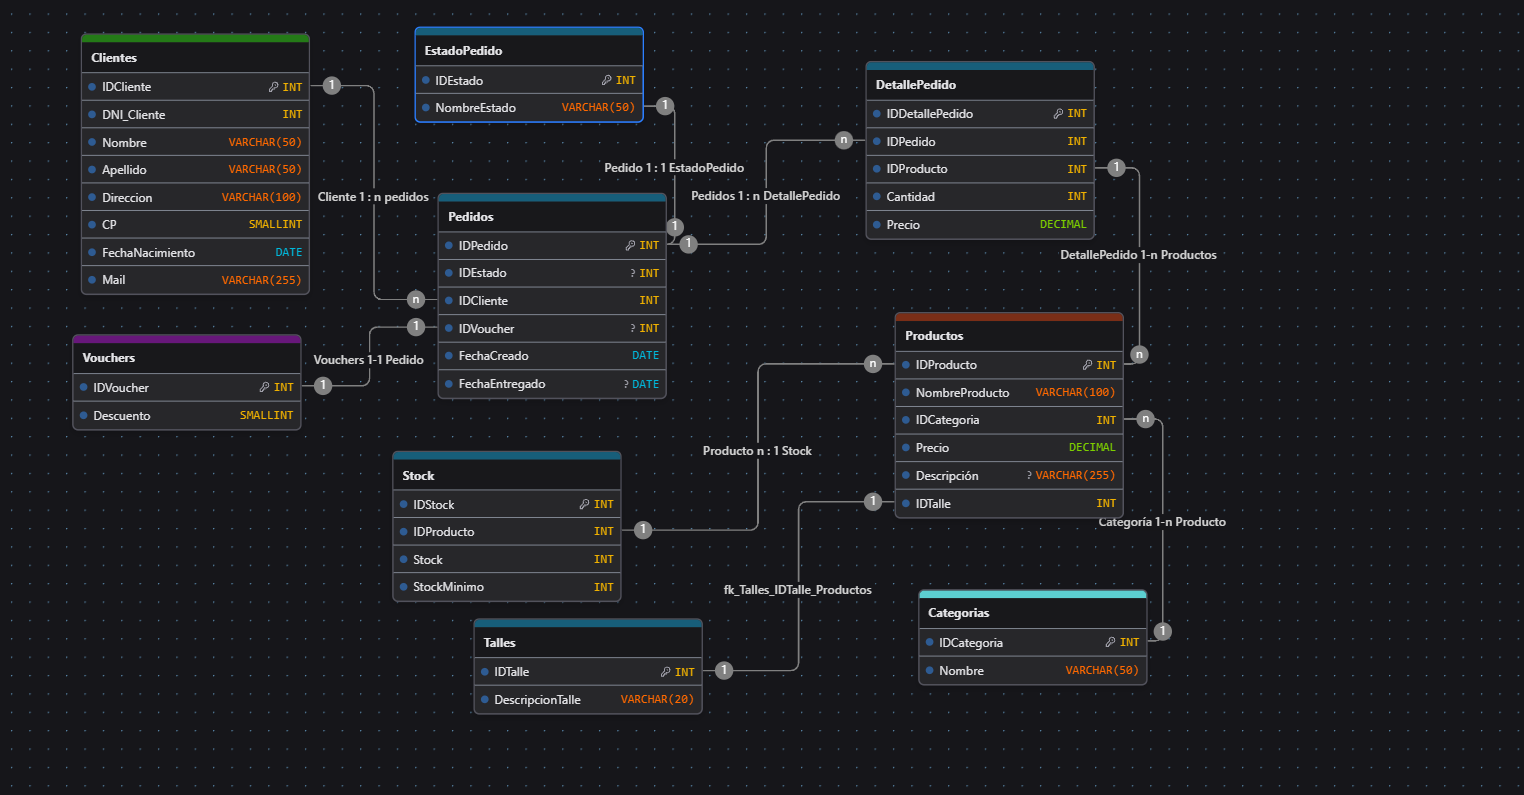 Clientes
IDCliente INT
DNI_Cliente INT
Nombre VARCHAR(50)
Apellido VARCHAR(50)
Direccion VARCHAR(100)
CP SMALLINT
FechaNacimiento DATE
Mail VARCHAR(255)
1
Cliente 1 : n pedidos
n
EstadoPedido
IDEstado INT
NombreEstado VARCHAR(50)
1
Pedido 1 : 1 EstadoPedido
1
Pedidos
IDPedido INT
IDEstado ? INT
IDCliente INT
IDVoucher ? INT
FechaCreado DATE
FechaEntregado ? DATE
1
Pedidos 1 : n DetallePedido
n
DetallePedido
IDDetallePedido INT
IDPedido INT
IDProducto INT
Cantidad INT
Precio DECIMAL
1
DetallePedido 1-n Productos
n
Vouchers
IDVoucher INT
Descuento SMALLINT
1
Vouchers 1-1 Pedido
1
Productos
IDProducto INT
NombreProducto VARCHAR(100)
IDCategoria INT
Precio DECIMAL
Descripción ? VARCHAR(255)
IDTalle INT
n
Producto n : 1 Stock
1
Stock
IDStock INT
IDProducto INT
Stock INT
StockMinimo INT
1
fk_Talles_IDTalle_Productos
1
Talles
IDTalle INT
DescripcionTalle VARCHAR(20)
n
Categoría 1-n Producto
1
Categorias
IDCategoria INT
Nombre VARCHAR(50)